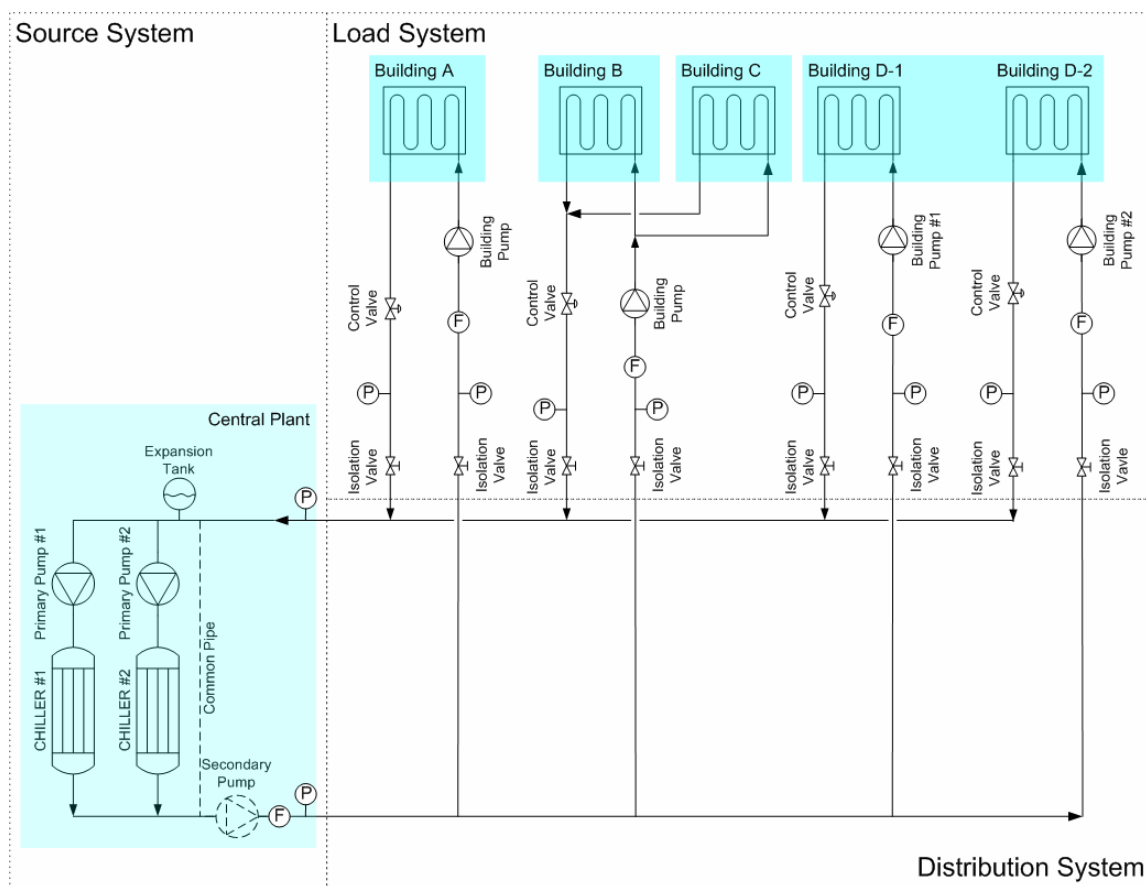 Source System
Load System
Building A
Building B
Building C
Building D-1
Building D-2
Building
Pump
Building
Pump
Building
Pump #1
Building
Pump #2
Control
Valve
Control
Valve
Control
Valve
Control
Valve
F
F
F
F
P
P
P
P
P
P
P
P
Isolation
Valve
Isolation
Valve
Isolation
Valve
Isolation
Valve
Isolation
Valve
Isolation
Valve
Isolation
Valve
Isolation
Vavle
Central Plant
Expansion
Tank
P
Primary Pump #1
Primary Pump #2
Common Pipe
CHILLER #1
CHILLER #2
Secondary
Pump
F
P
Distribution System